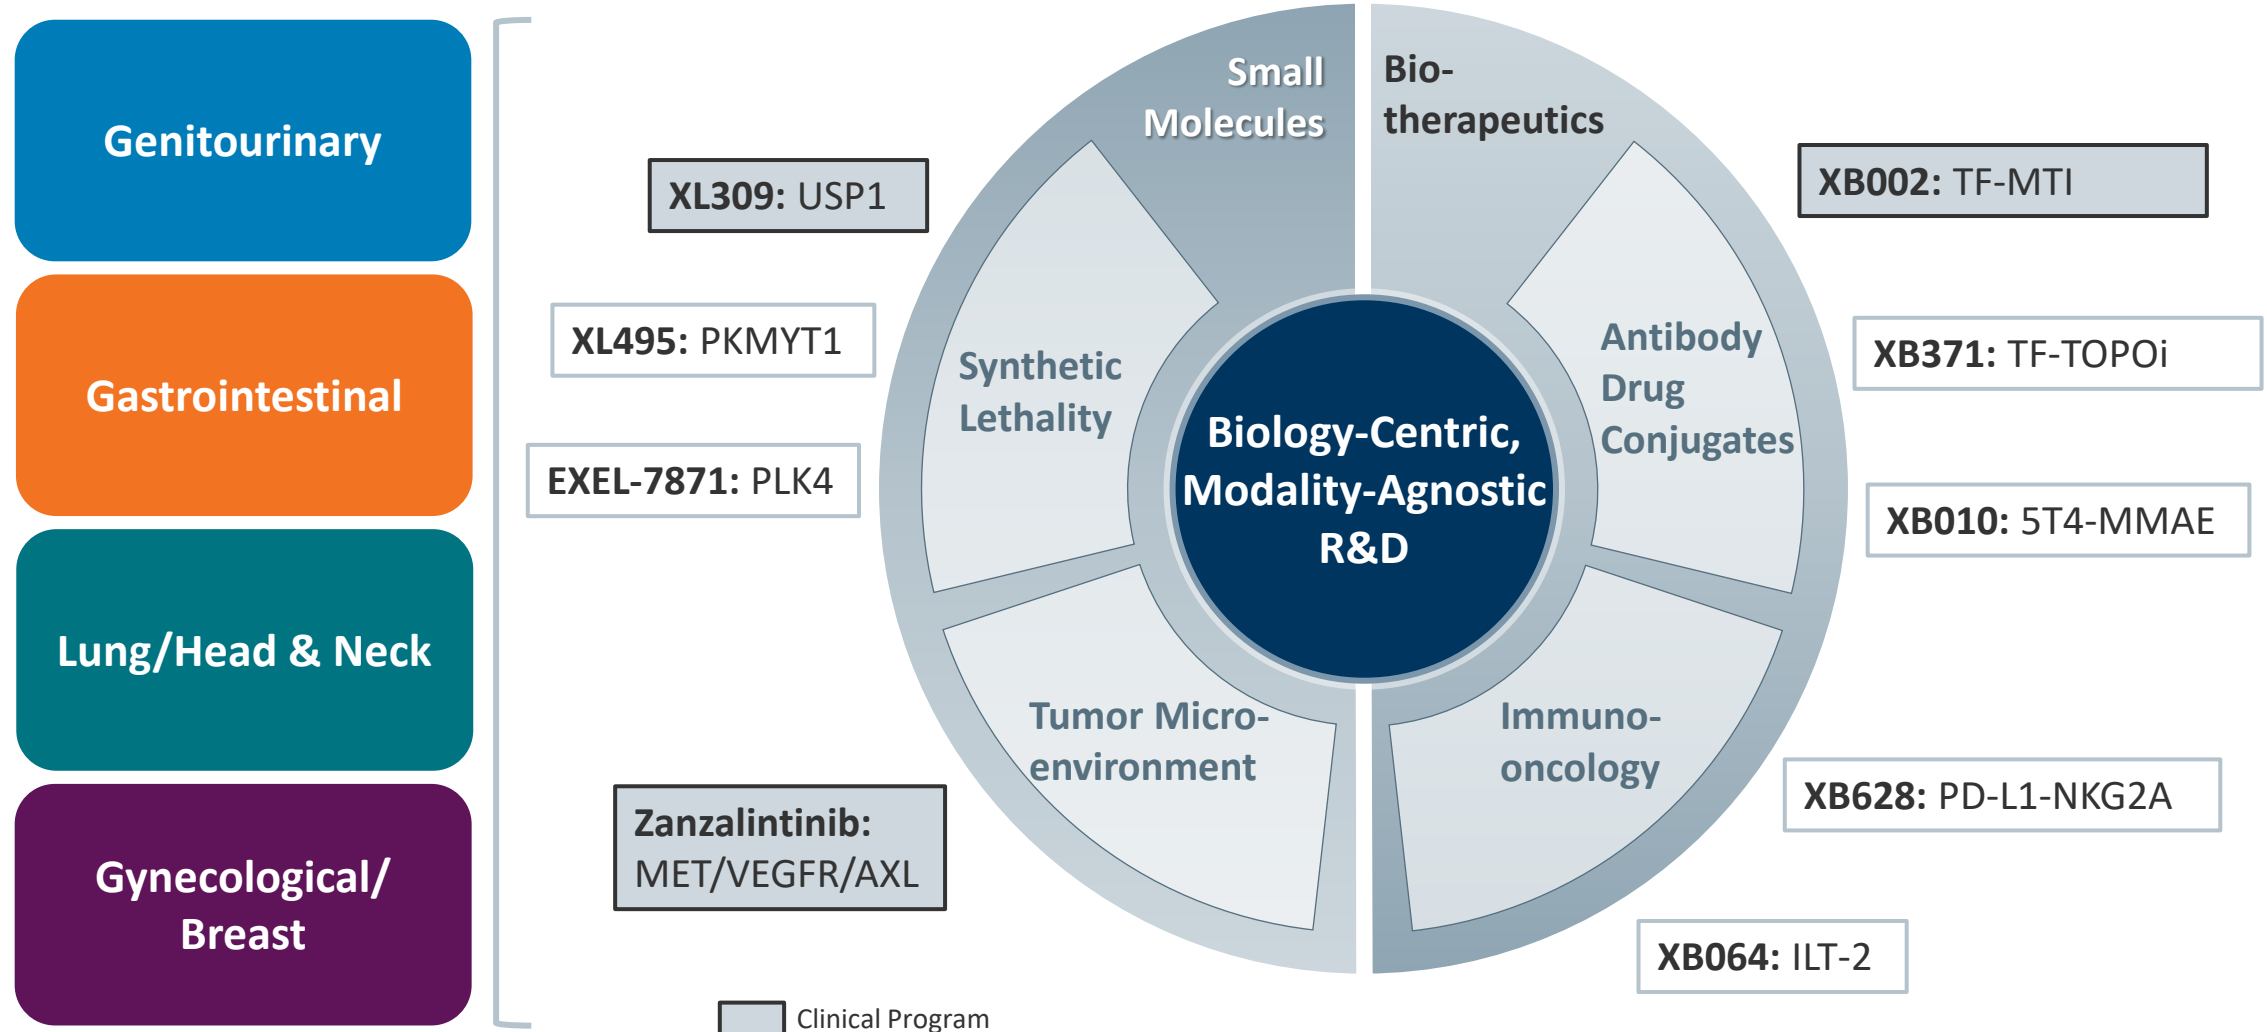 Genitourinary
Gastrointestinal
Lung/Head & Neck
Gynecological/
Breast
Small
Molecules
Bio-
therapeutics
XL309: USP1
XL495: PKMYT1
EXEL-7871: PLK4
Synthetic
Lethality
Tumor Micro-
environment
Zanzalintinib:
MET/VEGFR/AXL
Biology-Centric,
Modality-Agnostic
R&D
Antibody
Drug
Conjugates
Immuno-
oncology
XB002: TF-MTI
XB371: TF-TOPOi
XB010: 5T4-MMAE
XB628: PD-L1-NKG2A
XB064: ILT-2
Clinical Program